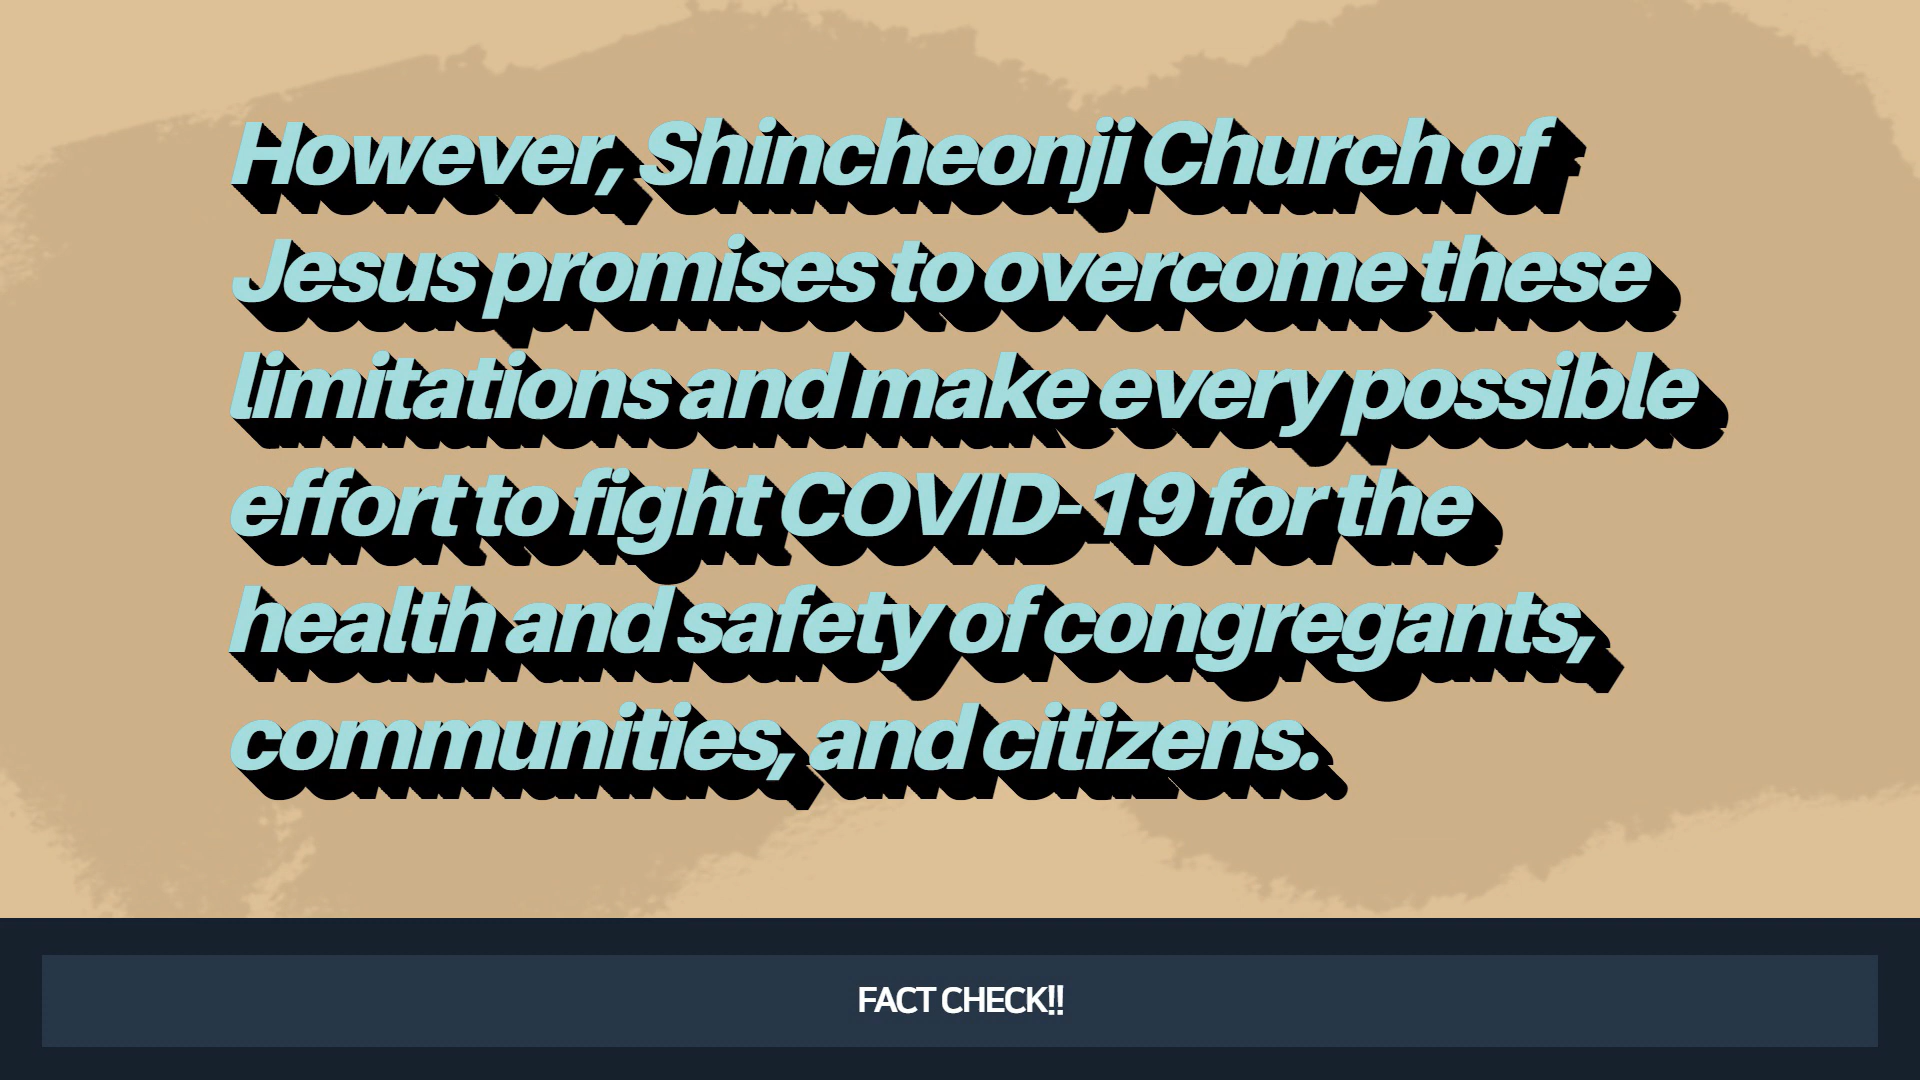 However, Shincheonji Church of
Jesus promises to overcome these
limitations and make every possible
effort to fight COVID-19 for the
health and safety of congregants,
communities, and citizens.
FACT CHECK!!